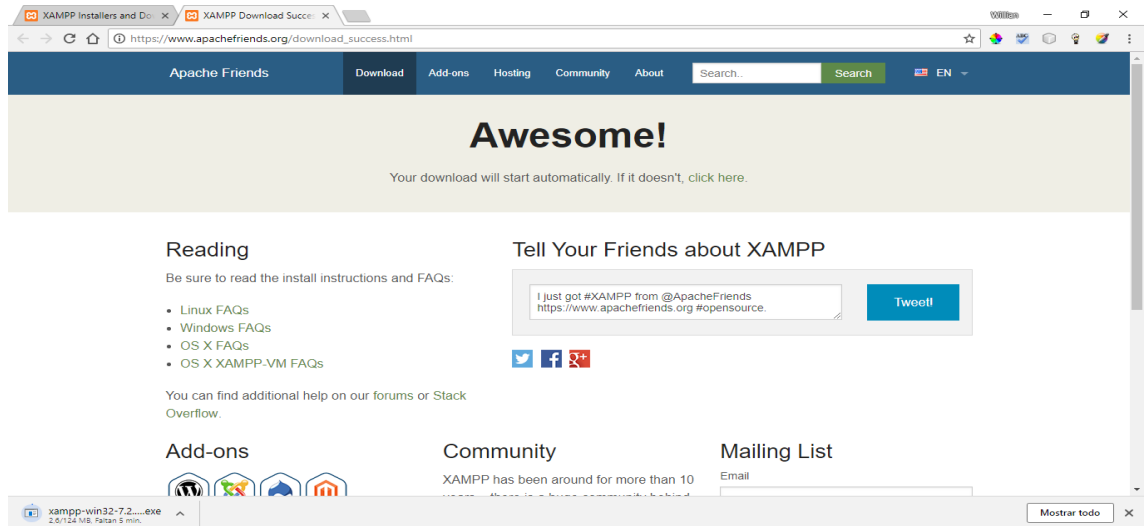 XAMPP Installers and Do
XAMPP Download Succes
Willian
https://www.apachefriends.org/download_success.html
Apache Friends
Download
Add-ons
Hosting
Community
About
Search..
Search
EN
Awesome!
Your download will start automatically. If it doesn't, click here.
Reading
Be sure to read the install instructions and FAQs:
Linux FAQs
Windows FAQs
OS X FAQs
OS X XAMPP-VM FAQs
You can find additional help on our forums or Stack
Overflow.
Tell Your Friends about XAMPP
I just got #XAMPP from @ApacheFriends
https://www.apachefriends.org #opensource.
Tweet!
Add-ons
Community
XAMPP has been around for more than 10
Mailing List
Email
xampp-win32-7.2.....exe
2.6/124 MB. Faltan 5 min.
Mostrar todo